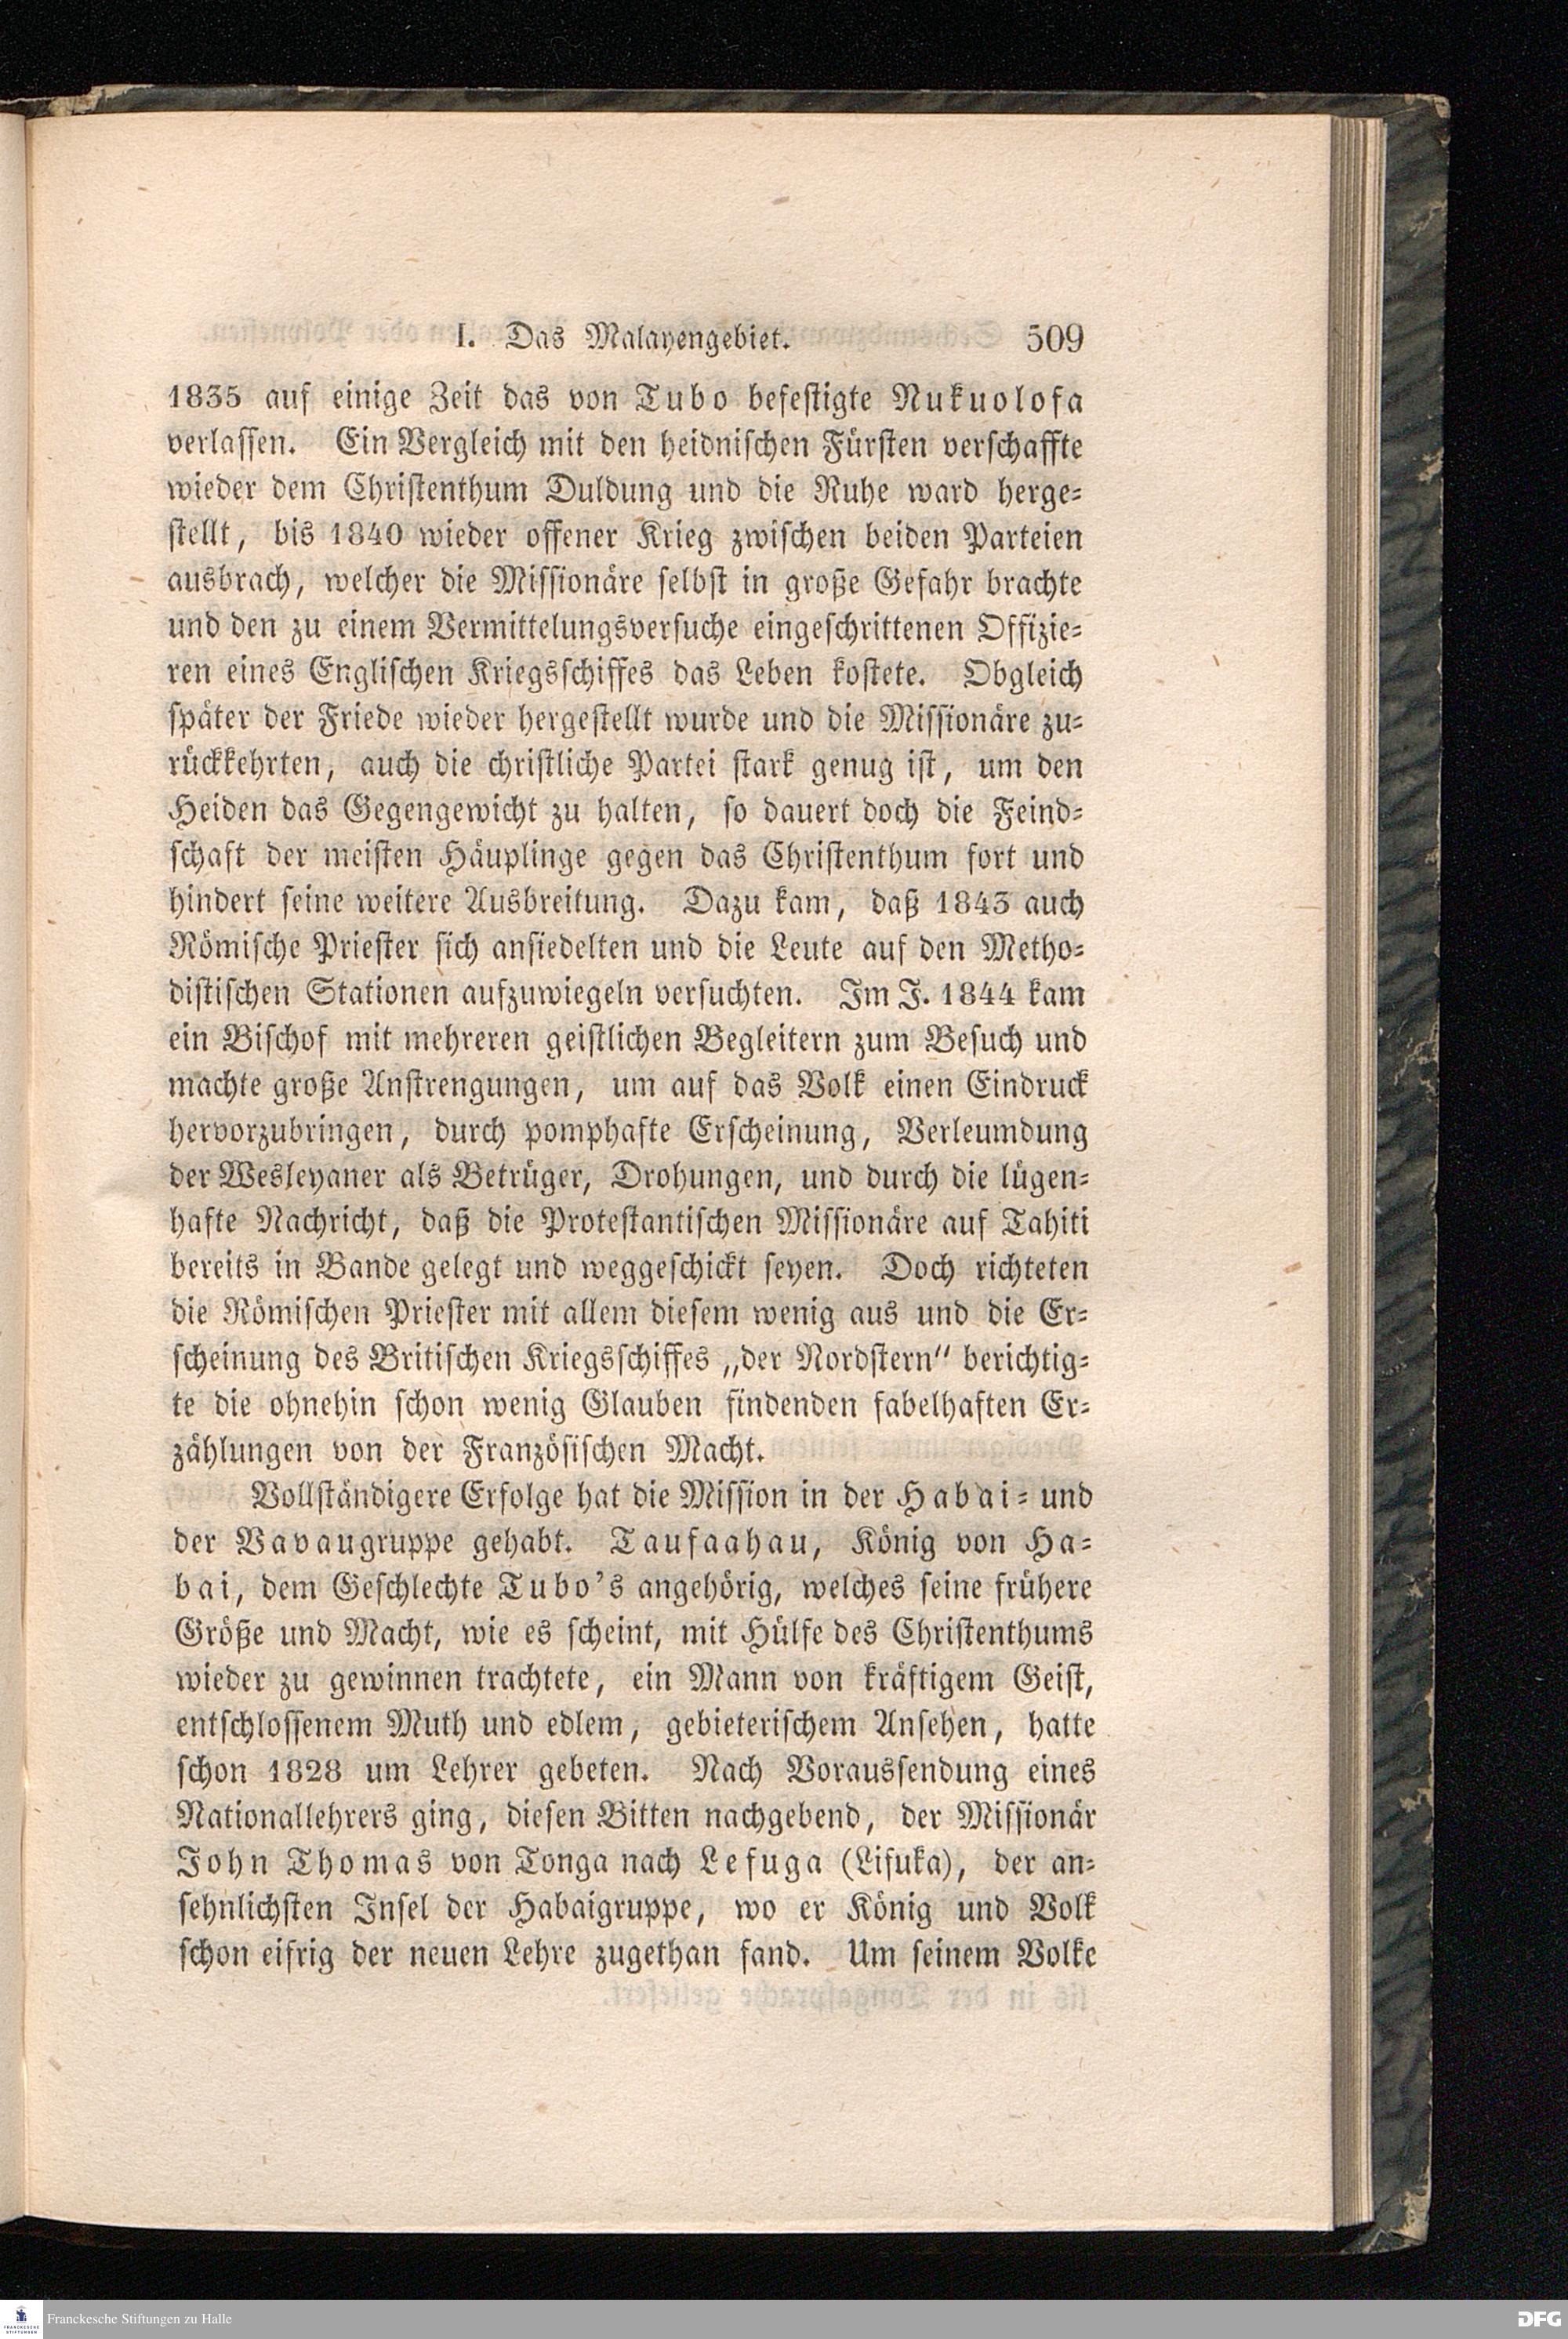 I. Das Malayengebiet. 509
1835 auf einige Zeit das von Tubo befestigte Nukuolofa
verlassen. Ein Vergleich mit den heidnischen Fürsten verschaffte
wieder dem Christenthum Duldung und die Ruhe ward herge-
stellt, bis 1840 wieder offener Krieg zwischen beiden Parteien
ausbrach, welcher die Missionäre selbst in große Gefahr brachte
und den zu einem Vermittelungsversuche eingeschrittenen Offizie-
ren eines Englischen Kriegsschiffes das Leben kostete. Obgleich
später der Friede wieder hergestellt wurde und die Missionäre zu-
rückkehrten, auch die christliche Partei stark genug ist, um den
Heiden das Gegengewicht zu halten, so dauert doch die Feind-
schaft der meisten Häuplinge gegen das Christenthum fort und
hindert seine weitere Ausbreitung. Dazu kam, daß 1843 auch
Römische Priester sich ansiedelten und die Leute auf den Metho-
distischen Stationen aufzuwiegeln versuchten. Im J. 1844 kam
ein Bischof mit mehreren geistlichen Begleitern zum Besuch und
machte große Anstrengungen, um auf das Volk einen Eindruck
hervorzubringen, durch pomphafte Erscheinung, Verleumdung
der Wesleyaner als Betrüger, Drohungen, und durch die lügen-
hafte Nachricht, daß die Protestantischen Missionäre auf Tahiti
bereits in Bande gelegt und weggeschickt seyen. Doch richteten
die Römischen Priester mit allem diesem wenig aus und die Er-
scheinung des Britischen Kriegsschiffes „der Nordstern“ berichtig-
te die ohnehin schon wenig Glauben findenden fabelhaften Er-
zählungen von der Französischen Macht.
Vollständigere Erfolge hat die Mission in der Habai- und
der Vavaugruppe gehabt. Taufaahau, König von Ha-
bai, dem Geschlechte Tubo's angehörig, welches seine frühere
Größe und Macht, wie es scheint, mit Hülfe des Christenthums
wieder zu gewinnen trachtete, ein Mann von kräftigem Geist,
entschlossenem Muth und edlem, gebieterischem Ansehen, hatte
schon 1828 um Lehrer gebeten. Nach Voraussendung eines
Nationallehrers ging, diesen Bitten nachgebend, der Missionär
John Thomas von Tonga nach Lefuga (Lifuka), der an-
sehnlichsten Insel der Habaigruppe, wo er König und Volk
schon eifrig der neuen Lehre zugethan fand. Um seinem Volke
FRANCKESCHE STIFTUNGEN
Franckesche Stiftungen zu Halle
DFG